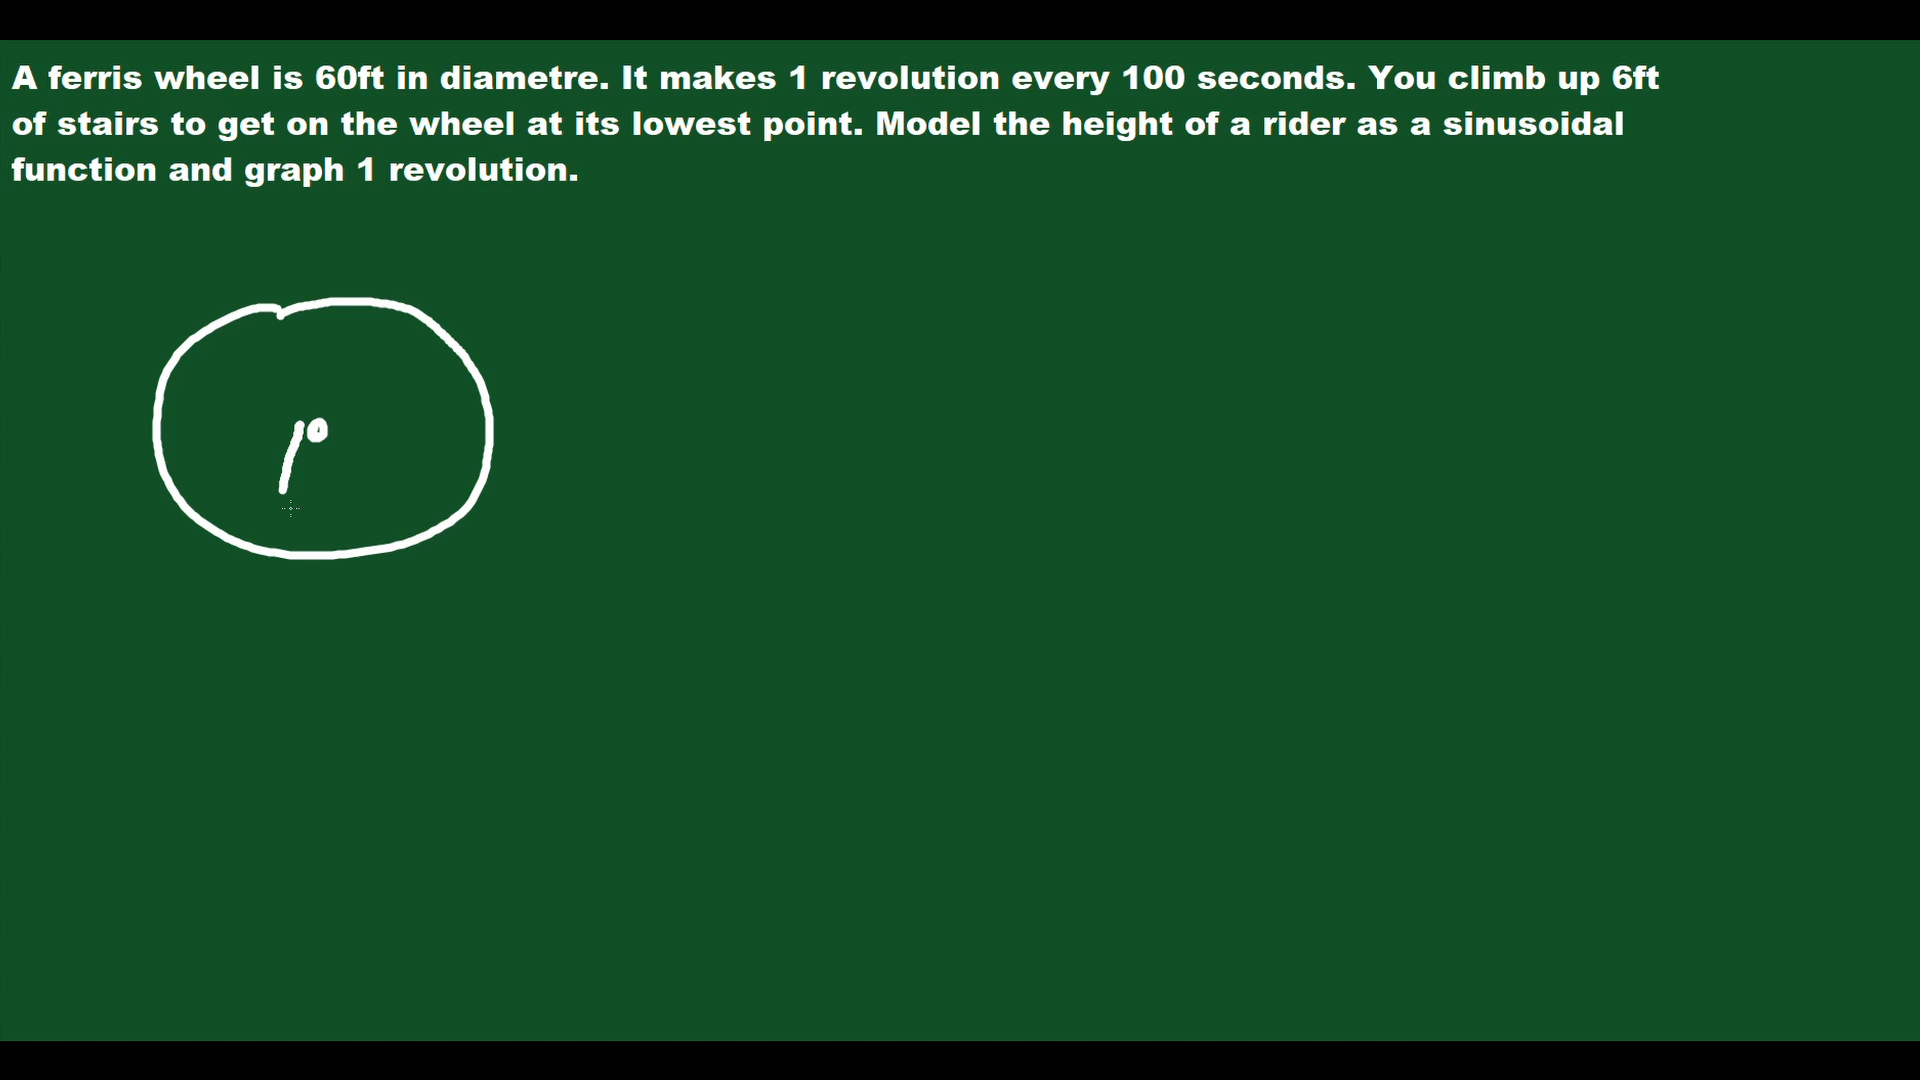 A ferris wheel is 60ft in diametre. It makes 1 revolution every 100 seconds. You climb up 6ft
of stairs to get on the wheel at its lowest point. Model the height of a rider as a sinusoidal
function and graph 1 revolution.